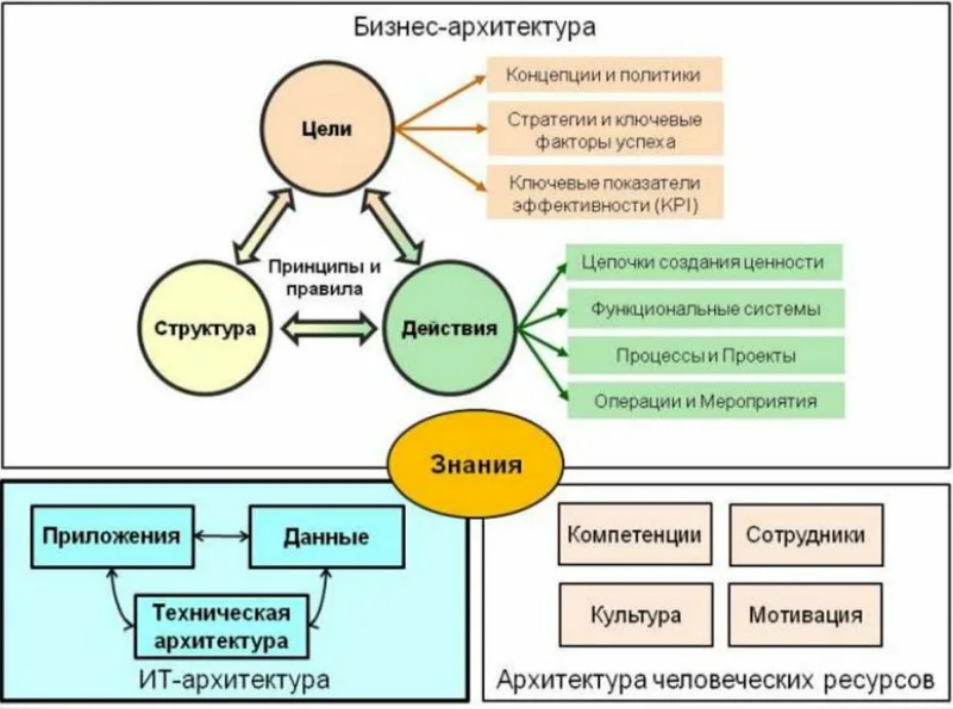 Бизнес-архитектура
Цели
Концепции и политики
Стратегии и ключевые
факторы успеха
Ключевые показатели
эффективности (KPI)
Принципы и
правила
Структура
Действия
Цепочки создания ценности
Функциональные системы
Процессы и Проекты
Операции и Мероприятия
Знания
Приложения
Данные
Техническая
архитектура
ИТ-архитектура
Компетенции
Сотрудники
Культура
Мотивация
Архитектура человеческих ресурсов